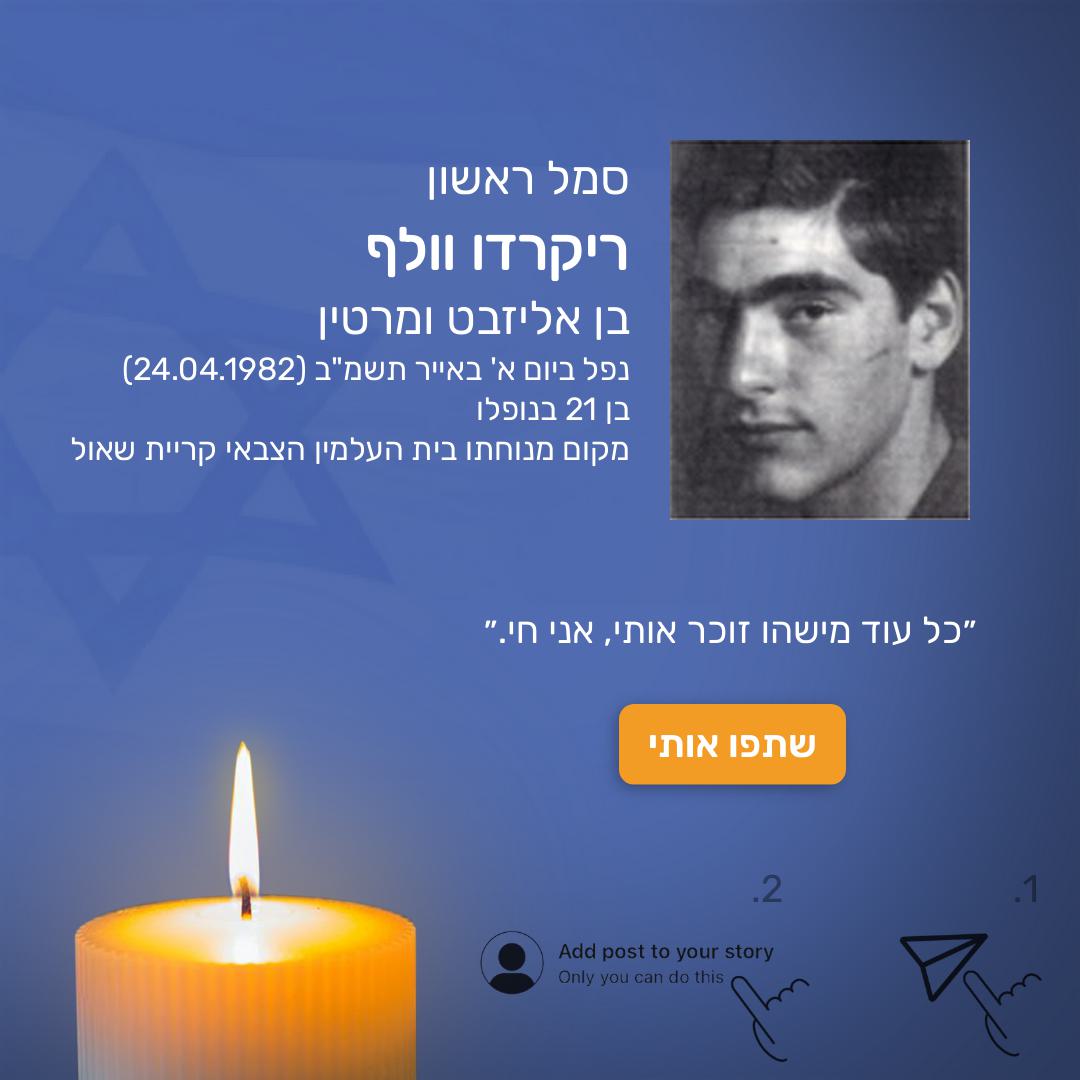 סמל ראשון
ריקרדו וולף
בן אליזבט ומרטין
נפל ביום א' באייר תשמ"ב (24.04.1982)
בן 21 בנופלו
מקום מנוחתו בית העלמין הצבאי קריית שאול
״כל עוד מישהו זוכר אותי, אני חי.״
שתפו אותי
.1
.2
Add post to your story
Only you can do this